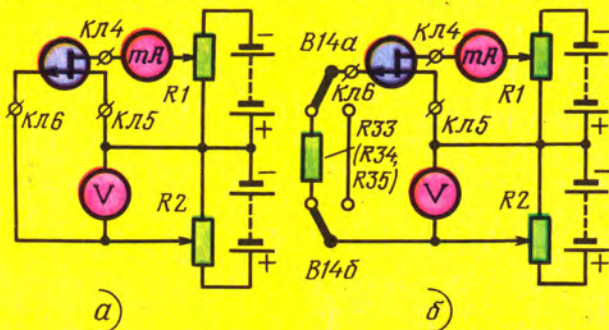 Кл4
mA
R1
−
+
Кл6
Кл5
V
R2
−
+
а)
В14а
Кл4
mA
R1
−
+
Кл6
Кл5
R33
(R34,
R35)
V
R2
−
+
В14б
б)